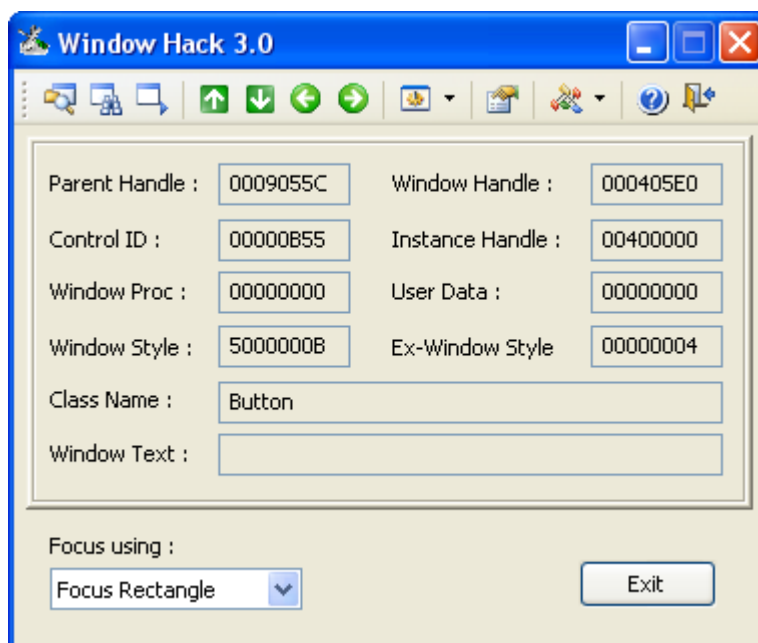 Window Hack 3.0
Parent Handle : 0009055C Window Handle : 000405E0
Control ID : 00000B55 Instance Handle : 00400000
Window Proc : 00000000 User Data : 00000000
Window Style : 5000000B Ex-Window Style 00000004
Class Name : Button
Window Text :
Focus using :
Focus Rectangle Exit